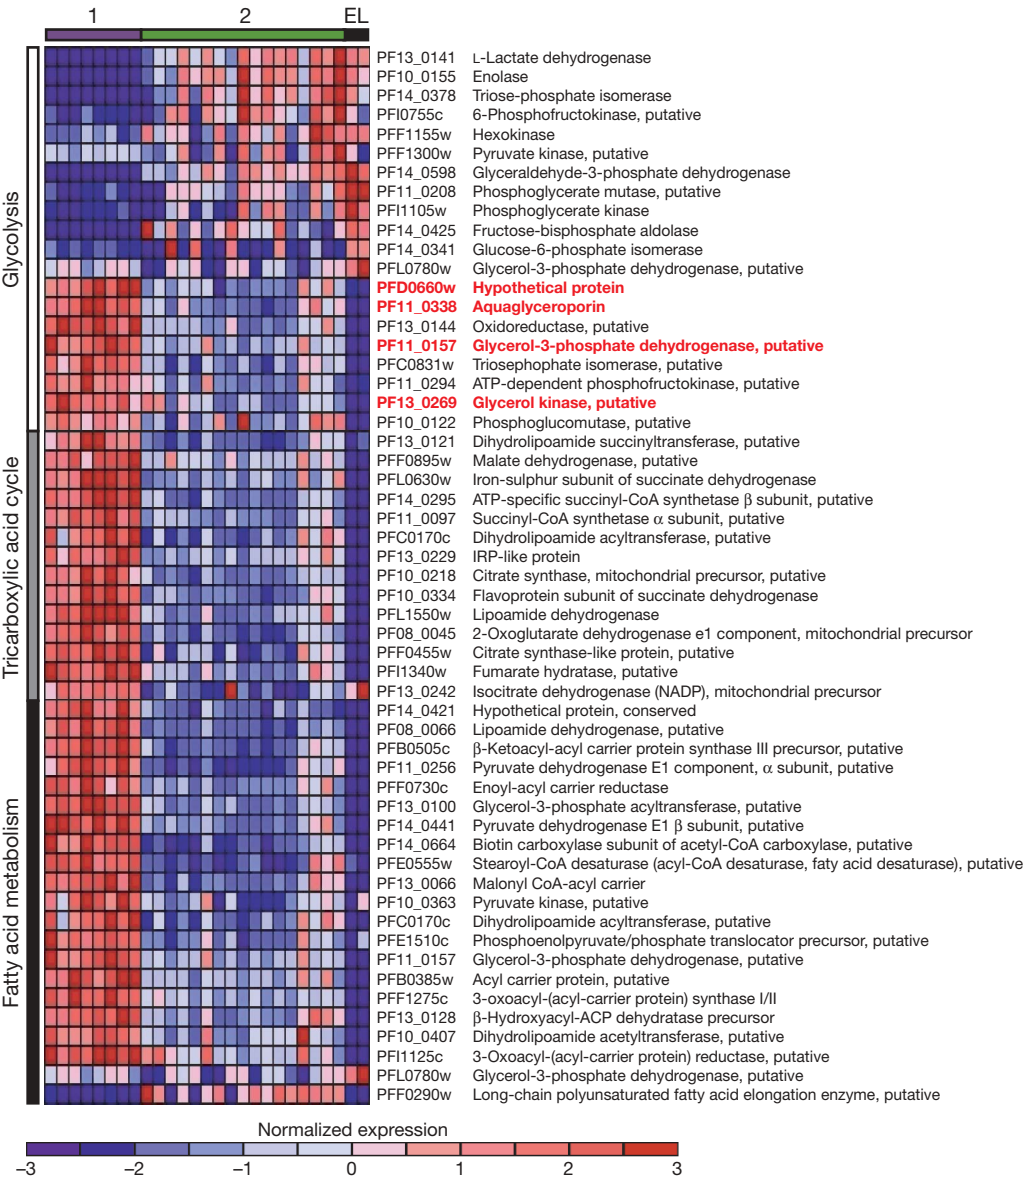 1 2 EL
Glycolysis
Tricarboxylic acid cycle
Fatty acid metabolism
PF13_0141 L-Lactate dehydrogenase
PF10_0155 Enolase
PF14_0378 Triose-phosphate isomerase
PFI0755c 6-Phosphofructokinase, putative
PFF1155w Hexokinase
PFF1300w Pyruvate kinase, putative
PF14_0598 Glyceraldehyde-3-phosphate dehydrogenase
PF11_0208 Phosphoglycerate mutase, putative
PFI1105w Phosphoglycerate kinase
PF14_0425 Fructose-bisphosphate aldolase
PF14_0341 Glucose-6-phosphate isomerase
PFL0780w Glycerol-3-phosphate dehydrogenase, putative
PFD0660w Hypothetical protein
PF11_0338 Aquaglyceroporin
PF13_0144 Oxidoreductase, putative
PF11_0157 Glycerol-3-phosphate dehydrogenase, putative
PFC0831w Triosephophate isomerase, putative
PF11_0294 ATP-dependent phosphofructokinase, putative
PF13_0269 Glycerol kinase, putative
PF10_0122 Phosphoglucomutase, putative
PF13_0121 Dihydrolipoamide succinyltransferase, putative
PFF0895w Malate dehydrogenase, putative
PFL0630w Iron-sulphur subunit of succinate dehydrogenase
PF14_0295 ATP-specific succinyl-CoA synthetase β subunit, putative
PF11_0097 Succinyl-CoA synthetase α subunit, putative
PFC0170c Dihydrolipoamide acyltransferase, putative
PF13_0229 IRP-like protein
PF10_0218 Citrate synthase, mitochondrial precursor, putative
PF10_0334 Flavoprotein subunit of succinate dehydrogenase
PFL1550w Lipoamide dehydrogenase
PF08_0045 2-Oxoglutarate dehydrogenase e1 component, mitochondrial precursor
PFF0455w Citrate synthase-like protein, putative
PFI1340w Fumarate hydratase, putative
PF13_0242 Isocitrate dehydrogenase (NADP), mitochondrial precursor
PF14_0421 Hypothetical protein, conserved
PF08_0066 Lipoamide dehydrogenase, putative
PFB0505c β-Ketoacyl-acyl carrier protein synthase III precursor, putative
PF11_0256 Pyruvate dehydrogenase E1 component, α subunit, putative
PFF0730c Enoyl-acyl carrier reductase
PF13_0100 Glycerol-3-phosphate acyltransferase, putative
PF14_0441 Pyruvate dehydrogenase E1 β subunit, putative
PF14_0664 Biotin carboxylase subunit of acetyl-CoA carboxylase, putative
PFE0555w Stearoyl-CoA desaturase (acyl-CoA desaturase, faty acid desaturase), putative
PF13_0066 Malonyl CoA-acyl carrier
PF10_0363 Pyruvate kinase, putative
PFC0170c Dihydrolipoamide acyltransferase, putative
PFE1510c Phosphoenolpyruvate/phosphate translocator precursor, putative
PF11_0157 Glycerol-3-phosphate dehydrogenase, putative
PFB0385w Acyl carrier protein, putative
PFF1275c 3-oxoacyl-(acyl-carrier protein) synthase I/II
PF13_0128 β-Hydroxyacyl-ACP dehydratase precursor
PF10_0407 Dihydrolipoamide acetyltransferase, putative
PFI1125c 3-Oxoacyl-(acyl-carrier protein) reductase, putative
PFL0780w Glycerol-3-phosphate dehydrogenase, putative
PFF0290w Long-chain polyunsaturated fatty acid elongation enzyme, putative
Normalized expression
−3 −2 −1 0 1 2 3